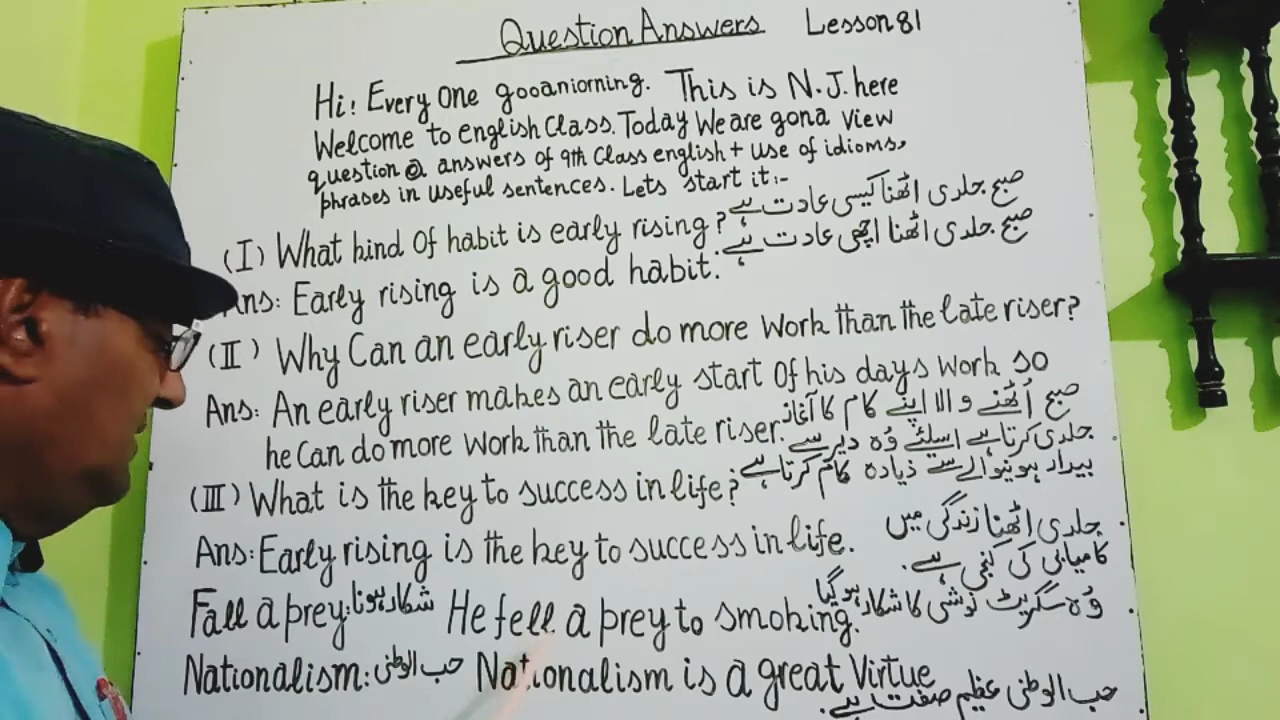 Question Answers Lesson 81
Hi! Every One gooaniorning. This is N.J. here
Welcome to english Class. Today We are gona view
question @ answers of 9th Class english + use of idioms,
phrases in useful sentences. Lets start it:-
صبح جلدی اٹھنا کیسی عادت ہے
(I) What kind Of habit is early rising?
صبح جلدی اٹھنا اچھی عادت ہے
Ans: Early rising is a good habit.
(II) Why Can an early riser do more work than the late riser?
Ans: An early riser makes an early start Of his days work so
صبح اُٹھنے والا اپنے کام کا آغاز
he Can do more work than the late riser.
جلدی کرتا ہے اسلئے وُہ دیر سے
بیدار ہونیوالے سے ذیادہ کام کرتا ہے
(III) What is the key to success in life?
جلدی اٹھنا زندگی میں
Ans: Early rising is the key to success in life.
کامیابی کی کنجی ہے.
Fall a prey: شکار ہونا He fell a prey to smoking. وُہ سگریٹ نوشی کا شکار ہو گیا
Nationalism: حب الوطنی Nationalism is a great Virtue
حب الوطنی عظیم صفت ہے.